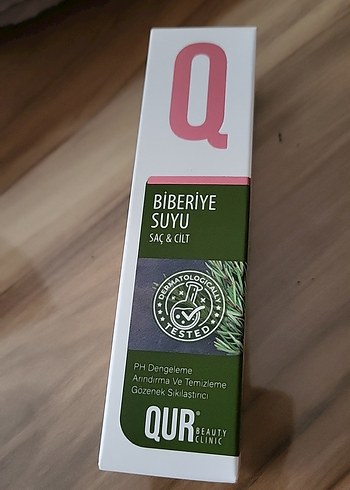 Q
BİBERİYE
SUYU
SAÇ & CİLT
DERMATOLOGICALLY
TESTED
PH Dengeleme
Arındırma Ve Temizleme
Gözenek Sıkılaştırıcı
QUR®
BEAUTY
CLINIC